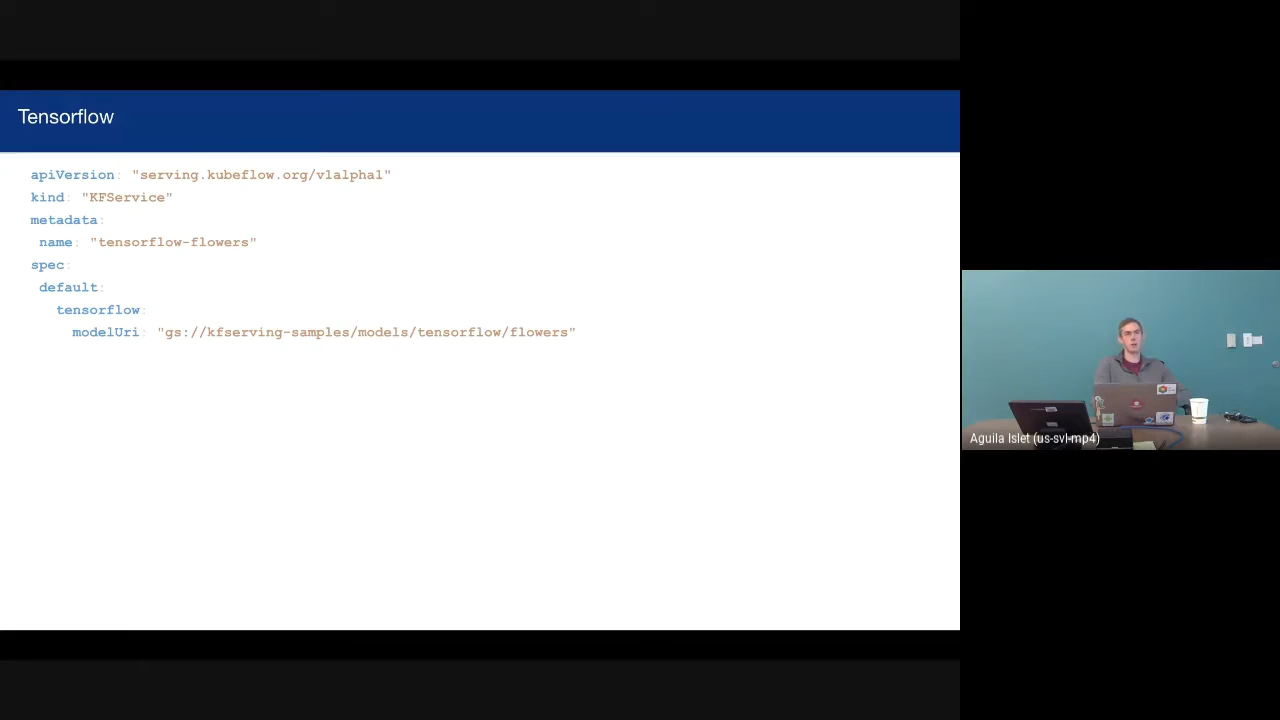 Tensorflow
apiVersion: "serving.kubeflow.org/v1alpha1"
kind: "KFService"
metadata:
 name: "tensorflow-flowers"
spec:
 default:
   tensorflow:
     modelUri: "gs://kfserving-samples/models/tensorflow/flowers"
Aguila Islet (us-svl-mp4)